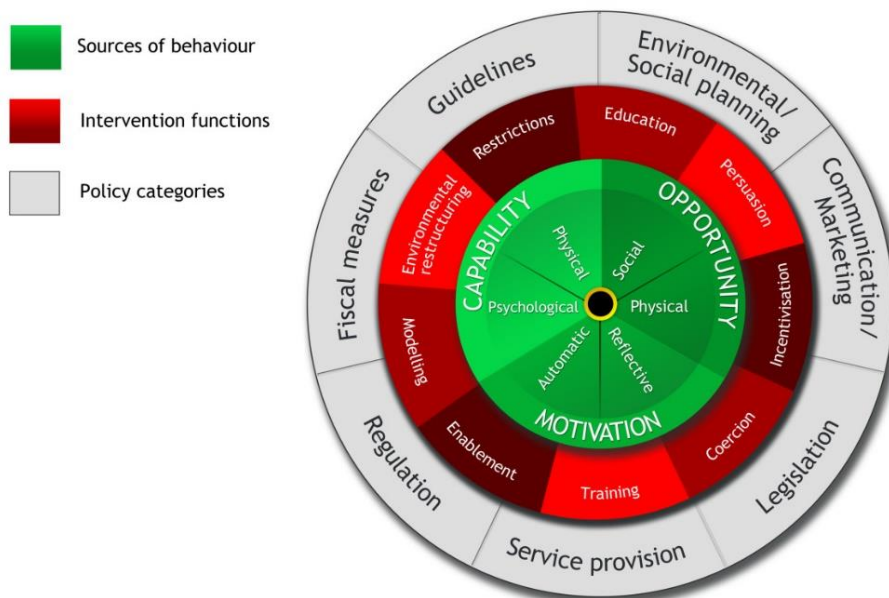 Sources of behaviour
Intervention functions
Policy categories
Guidelines
Environmental/
Social planning
Communication/
Marketing
Legislation
Service provision
Regulation
Fiscal measures
Restrictions
Education
Persuasion
Incentivisation
Coercion
Training
Enablement
Modelling
Environmental
restructuring
CAPABILITY
OPPORTUNITY
MOTIVATION
Physical
Social
Physical
Reflective
Automatic
Psychological